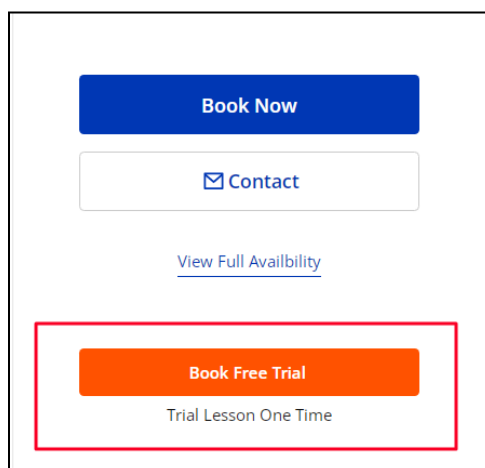 Book Now
Contact
View Full Availbility
Book Free Trial
Trial Lesson One Time